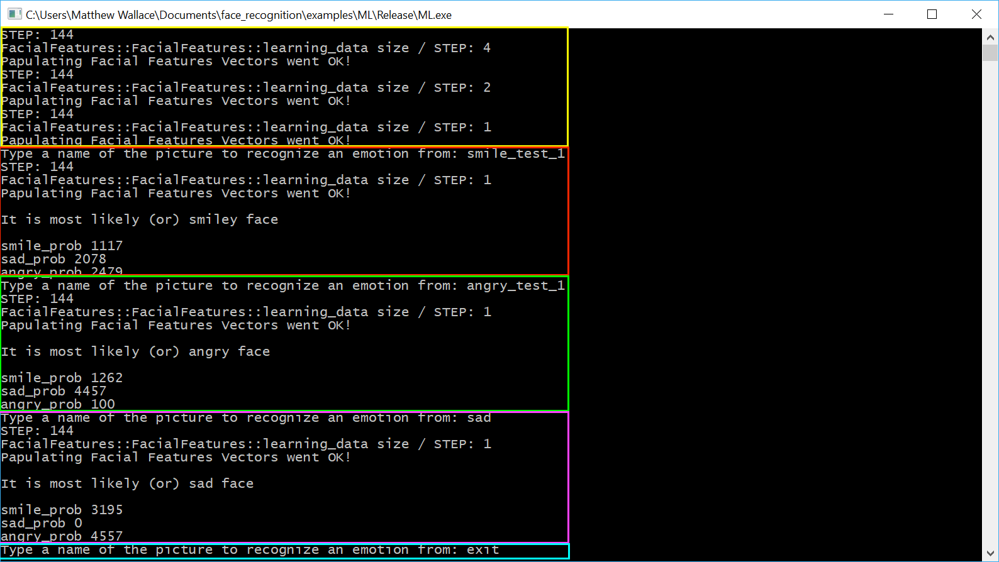 C:\Users\Matthew Wallace\Documents\face_recognition\examples\ML\Release\ML.exe
STEP: 144
FacialFeatures::FacialFeatures::learning_data size / STEP: 4
Papulating Facial Features Vectors went OK!
STEP: 144
FacialFeatures::FacialFeatures::learning_data size / STEP: 2
Papulating Facial Features Vectors went OK!
STEP: 144
FacialFeatures::FacialFeatures::learning_data size / STEP: 1
Papulating Facial Features Vectors went OK!
Type a name of the picture to recognize an emotion from: smile_test_1
STEP: 144
FacialFeatures::FacialFeatures::learning_data size / STEP: 1
Papulating Facial Features Vectors went OK!
It is most likely (or) smiley face
smile_prob 1117
sad_prob 2078
angry_prob 2479
Type a name of the picture to recognize an emotion from: angry_test_1
STEP: 144
FacialFeatures::FacialFeatures::learning_data size / STEP: 1
Papulating Facial Features Vectors went OK!
It is most likely (or) angry face
smile_prob 1262
sad_prob 4457
angry_prob 100
Type a name of the picture to recognize an emotion from: sad
STEP: 144
FacialFeatures::FacialFeatures::learning_data size / STEP: 1
Papulating Facial Features Vectors went OK!
It is most likely (or) sad face
smile_prob 3195
sad_prob 0
angry_prob 4557
Type a name of the picture to recognize an emotion from: exit